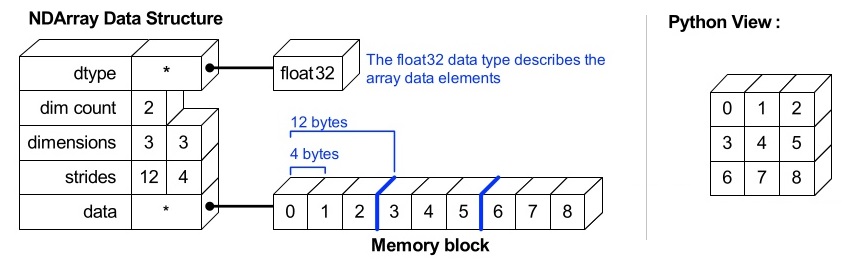 NDArray Data Structure
Python View :
dtype *
float32
The float32 data type describes the
array data elements
dim count 2
dimensions 3 3
strides 12 4
data *
12 bytes
4 bytes
0 1 2 3 4 5 6 7 8
Memory block
0 1 2
3 4 5
6 7 8